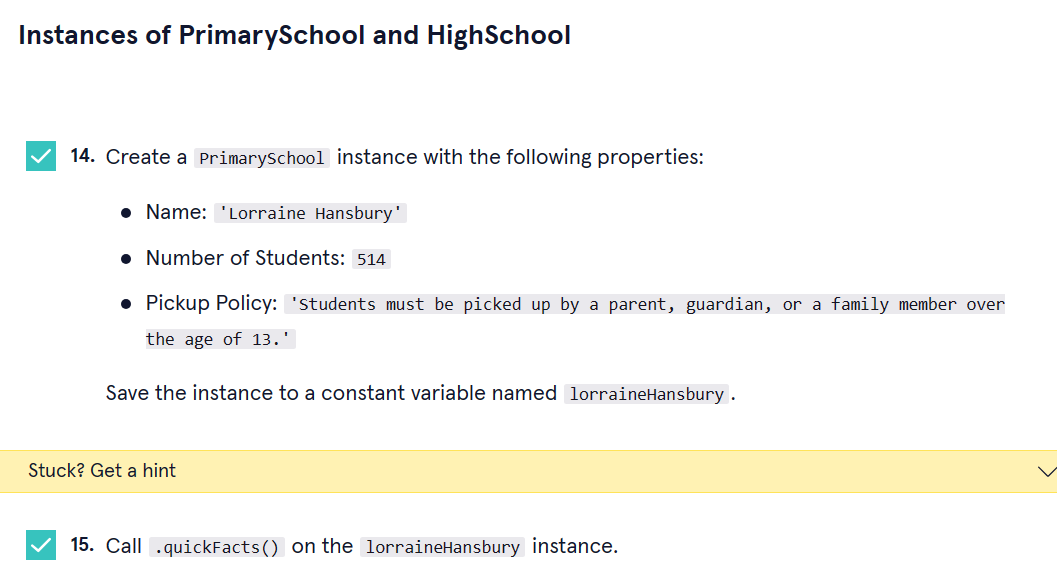 Instances of PrimarySchool and HighSchool
14. Create a PrimarySchool instance with the following properties:
● Name: 'Lorraine Hansbury'
● Number of Students: 514
● Pickup Policy: 'Students must be picked up by a parent, guardian, or a family member over
the age of 13.'
Save the instance to a constant variable named lorraineHansbury.
Stuck? Get a hint
15. Call .quickFacts() on the lorraineHansbury instance.